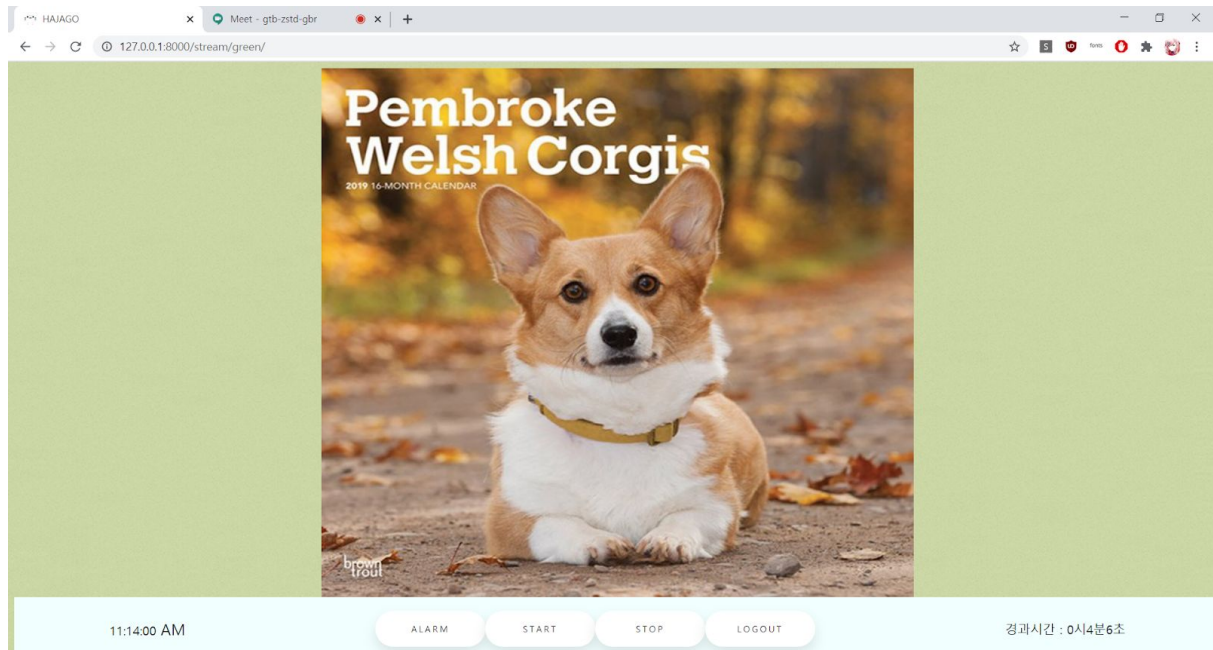 HAJAGO
Meet - gtb-zstd-gbr
127.0.0.1:8000/stream/green/
Pembroke
Welsh Corgis
2019 16-MONTH CALENDAR
brown
trout
11:14:00 AM
ALARM
START
STOP
LOGOUT
경과시간 : 0시4분6초